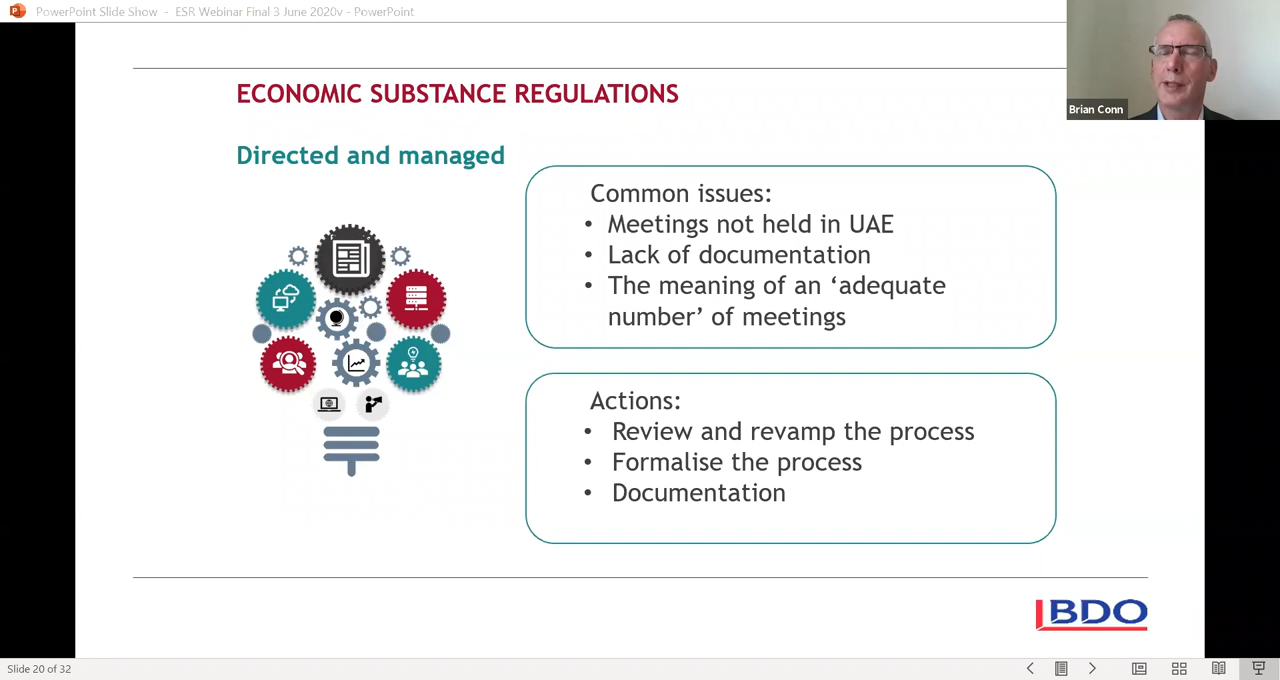 PowerPoint Slide Show - ESR Webinar Final 3 June 2020v - PowerPoint
Brian Conn
ECONOMIC SUBSTANCE REGULATIONS
Directed and managed
Common issues:
• Meetings not held in UAE
• Lack of documentation
• The meaning of an ‘adequate
number’ of meetings
Actions:
• Review and revamp the process
• Formalise the process
• Documentation
BDO
Slide 20 of 32